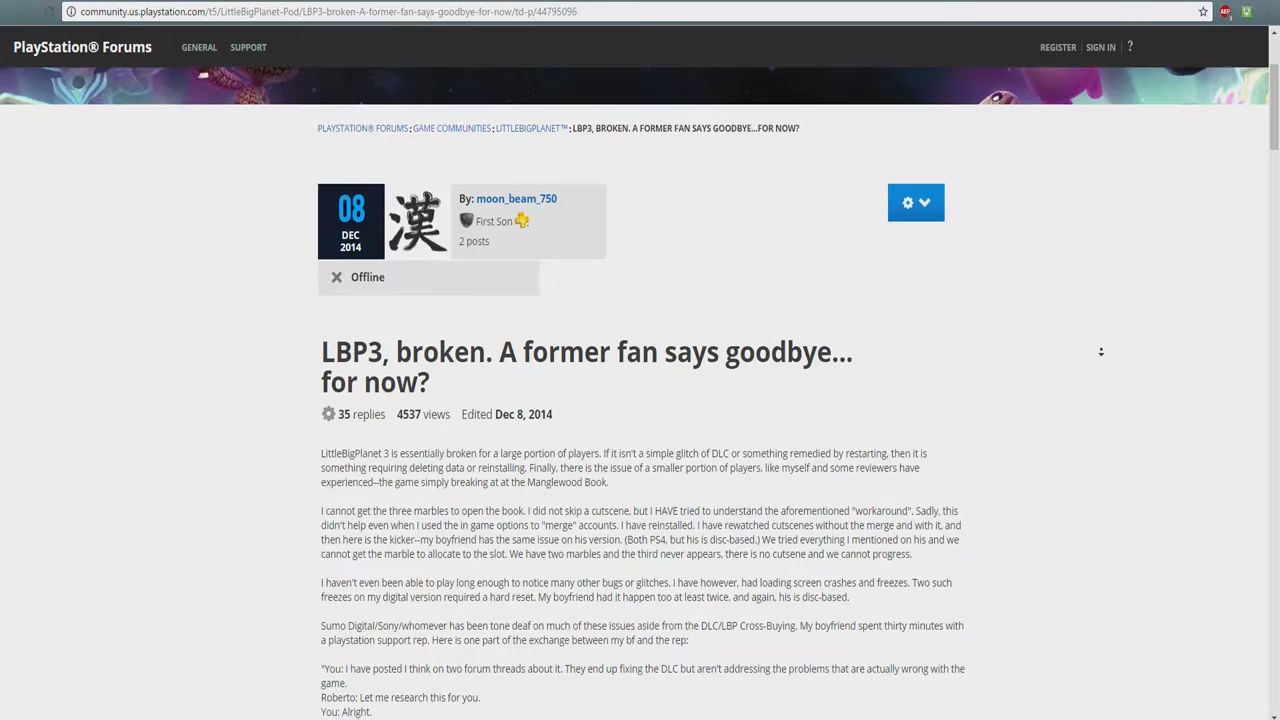 community.us.playstation.com/t5/LittleBigPlanet-Pod/LBP3-broken-A-former-fan-says-goodbye-for-now/td-p/44795096
ABP
PlayStation® Forums GENERAL SUPPORT REGISTER SIGN IN ?
PLAYSTATION® FORUMS : GAME COMMUNITIES : LITTLEBIGPLANET™ : LBP3, BROKEN. A FORMER FAN SAYS GOODBYE...FOR NOW?
08
DEC
2014
漢
By: moon_beam_750
First Son
2 posts
Offline
LBP3, broken. A former fan says goodbye...
for now?
35 replies 4537 views Edited Dec 8, 2014
LittleBigPlanet 3 is essentially broken for a large portion of players. If it isn't a simple glitch of DLC or something remedied by restarting, then it is
something requiring deleting data or reinstalling. Finally, there is the issue of a smaller portion of players, like myself and some reviewers have
experienced--the game simply breaking at at the Manglewood Book.
I cannot get the three marbles to open the book. I did not skip a cutscene, but I HAVE tried to understand the aforementioned "workaround". Sadly, this
didn't help even when I used the in game options to "merge" accounts. I have reinstalled. I have rewatched cutscenes without the merge and with it, and
then here is the kicker--my boyfriend has the same issue on his version. (Both PS4, but his is disc-based.) We tried everything I mentioned on his and we
cannot get the marble to allocate to the slot. We have two marbles and the third never appears, there is no cutsene and we cannot progress.
I haven't even been able to play long enough to notice many other bugs or glitches. I have however, had loading screen crashes and freezes. Two such
freezes on my digital version required a hard reset. My boyfriend had it happen too at least twice, and again, his is disc-based.
Sumo Digital/Sony/whomever has been tone deaf on much of these issues aside from the DLC/LBP Cross-Buying. My boyfriend spent thirty minutes with
a playstation support rep. Here is one part of the exchange between my bf and the rep:
"You: I have posted I think on two forum threads about it. They end up fixing the DLC but aren't addressing the problems that are actually wrong with the
game.
Roberto: Let me research this for you.
You: Alright.